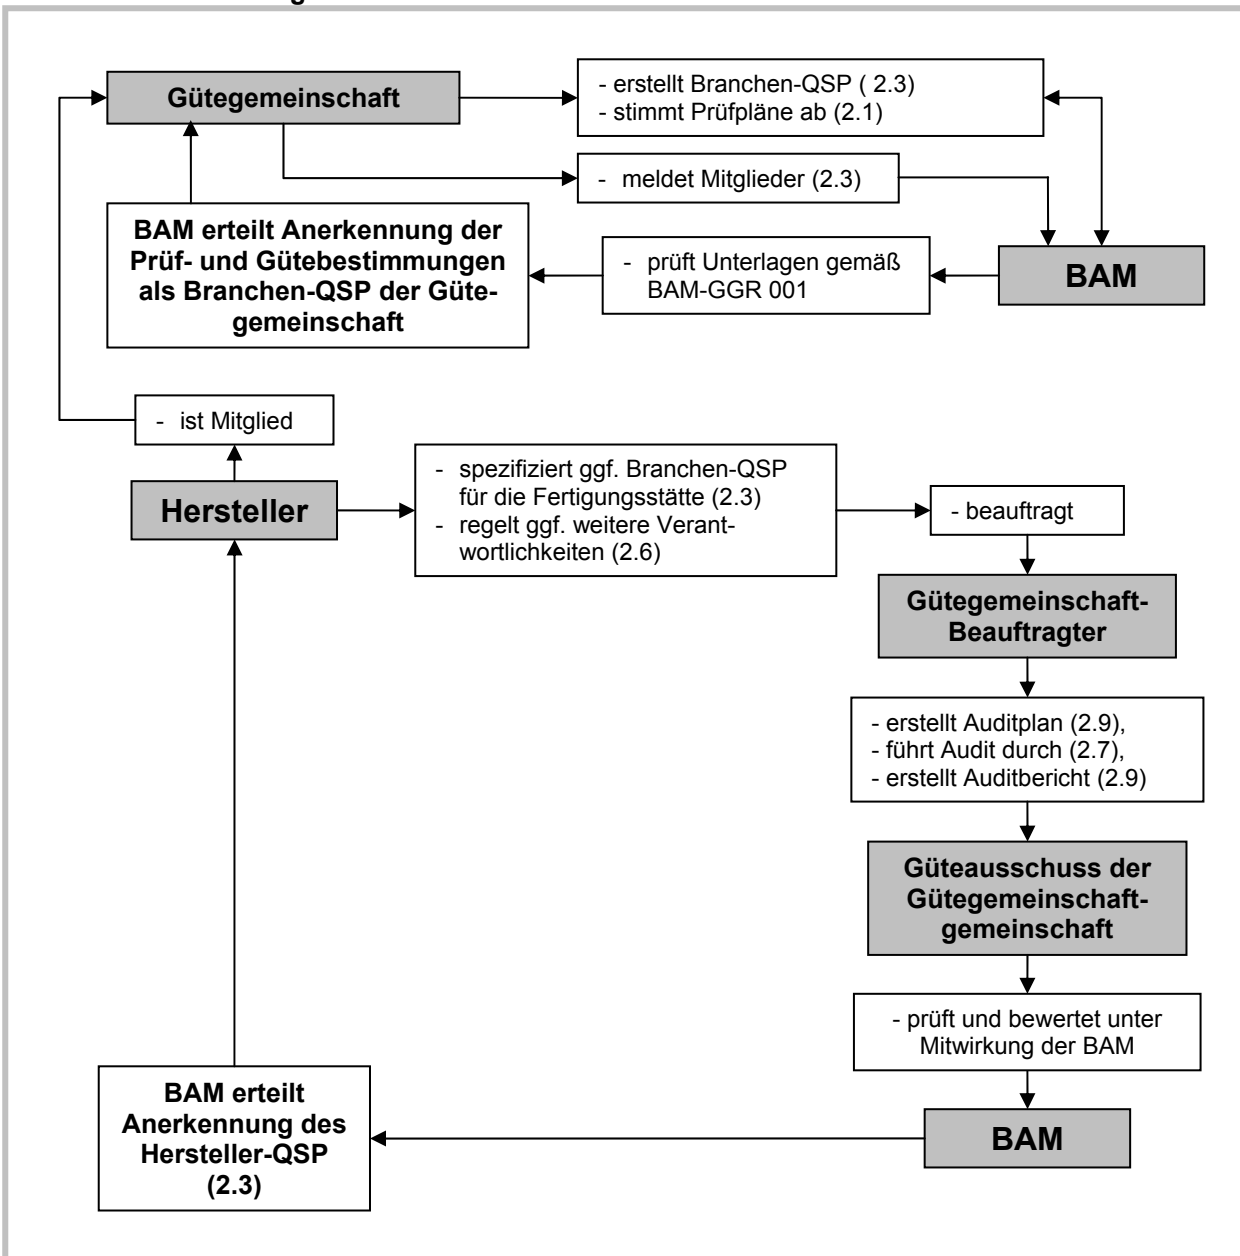 Gütegemeinschaft
- erstellt Branchen-QSP ( 2.3)
- stimmt Prüfpläne ab (2.1)
- meldet Mitglieder (2.3)
BAM erteilt Anerkennung der
Prüf- und Gütebestimmungen
als Branchen-QSP der Güte-
gemeinschaft
- prüft Unterlagen gemäß
BAM-GGR 001
BAM
- ist Mitglied
Hersteller
- spezifiziert ggf. Branchen-QSP
für die Fertigungsstätte (2.3)
- regelt ggf. weitere Verant-
wortlichkeiten (2.6)
- beauftragt
Gütegemeinschaft-
Beauftragter
- erstellt Auditplan (2.9),
- führt Audit durch (2.7),
- erstellt Auditbericht (2.9)
Güteausschuss der
Gütegemeinschaft-
gemeinschaft
- prüft und bewertet unter
Mitwirkung der BAM
BAM
BAM erteilt
Anerkennung des
Hersteller-QSP
(2.3)